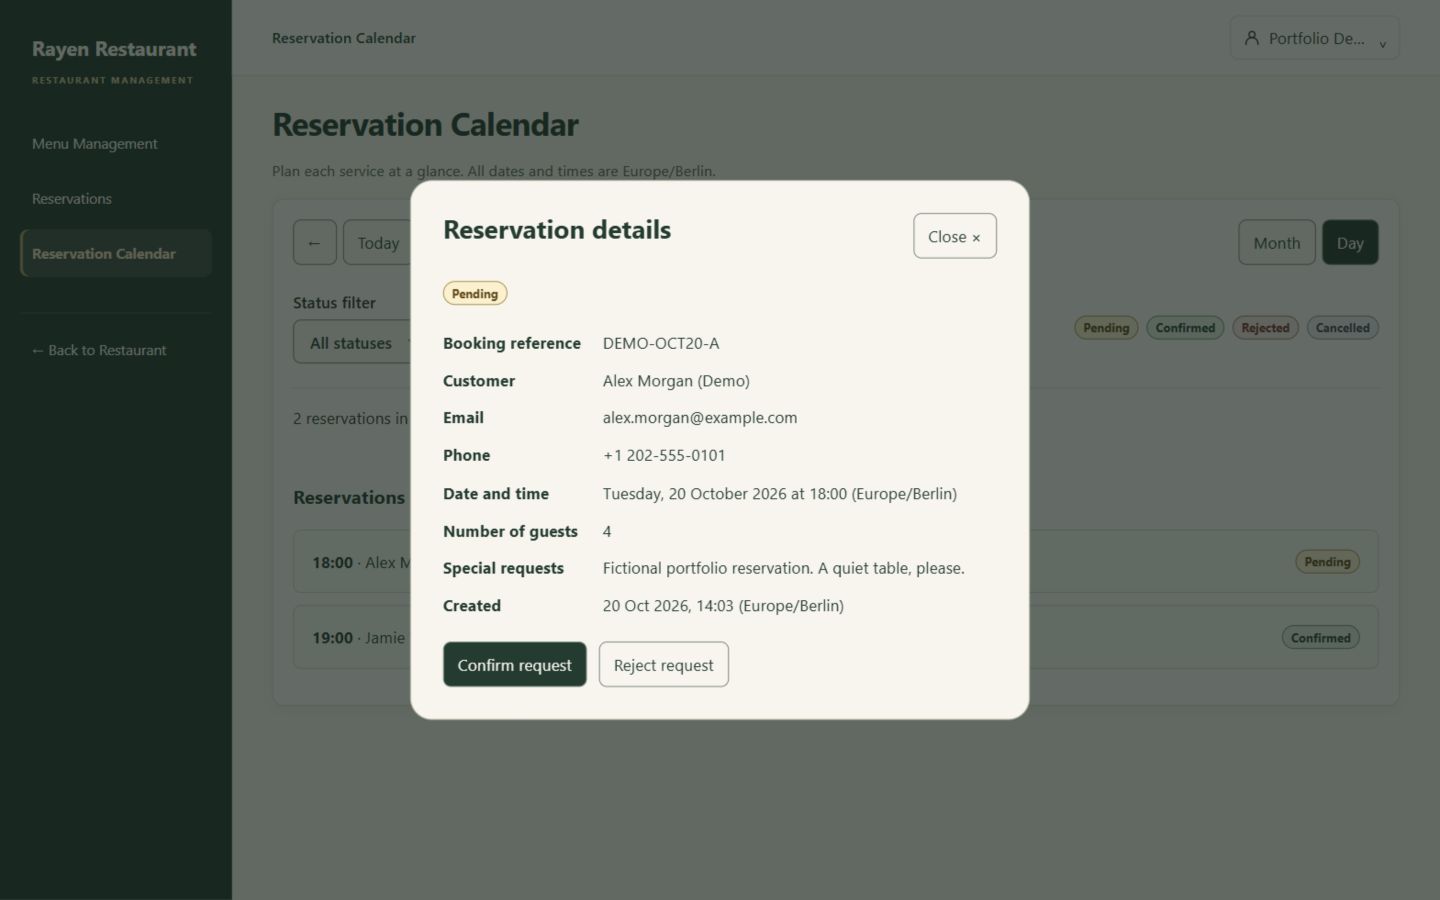 Rayen Restaurant
RESTAURANT MANAGEMENT
Menu Management
Reservations
Reservation Calendar
← Back to Restaurant
Reservation Calendar
Portfolio De...
Reservation Calendar
Plan each service at a glance. All dates and times are Europe/Berlin.
← Today
Month Day
Status filter
All statuses
Pending Confirmed Rejected Cancelled
2 reservations in
Reservations
18:00 · Alex M
Pending
19:00 · Jamie
Confirmed
Reservation details
Close ×
Pending
Booking reference DEMO-OCT20-A
Customer Alex Morgan (Demo)
Email alex.morgan@example.com
Phone +1 202-555-0101
Date and time Tuesday, 20 October 2026 at 18:00 (Europe/Berlin)
Number of guests 4
Special requests Fictional portfolio reservation. A quiet table, please.
Created 20 Oct 2026, 14:03 (Europe/Berlin)
Confirm request Reject request